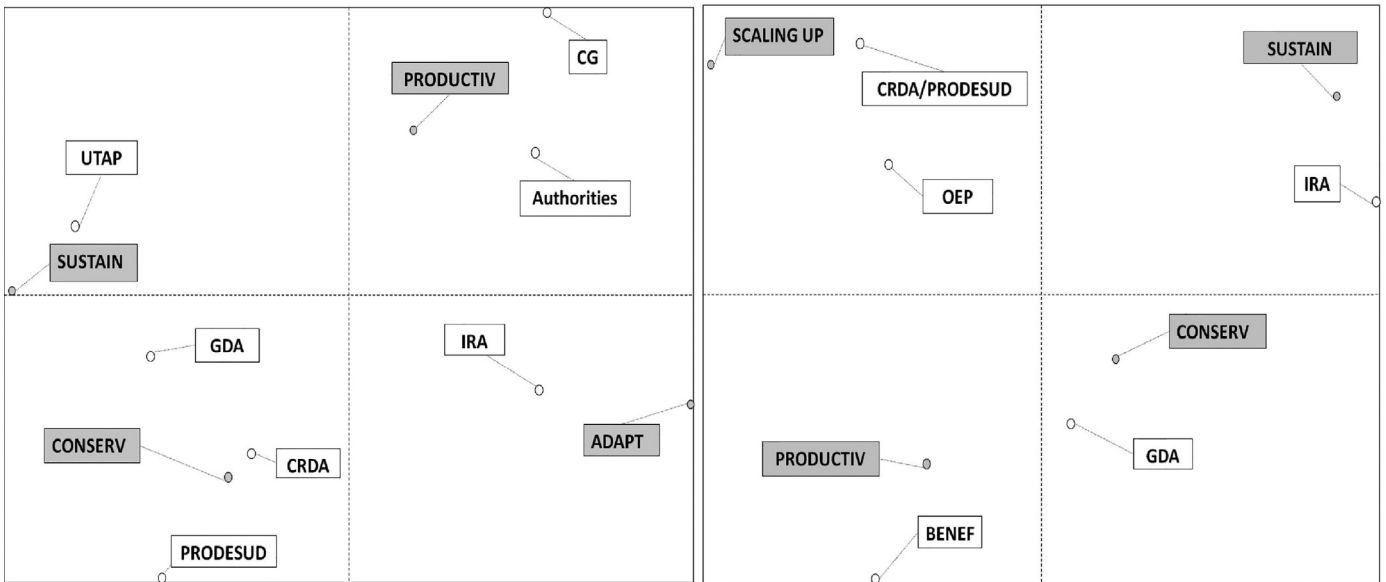 CG
PRODUCTIV
UTAP
Authorities
SUSTAIN
GDA
IRA
CONSERV
CRDA
ADAPT
PRODESUD
SCALING UP
SUSTAIN
CRDA/PRODESUD
IRA
OEP
CONSERV
GDA
PRODUCTIV
BENEF